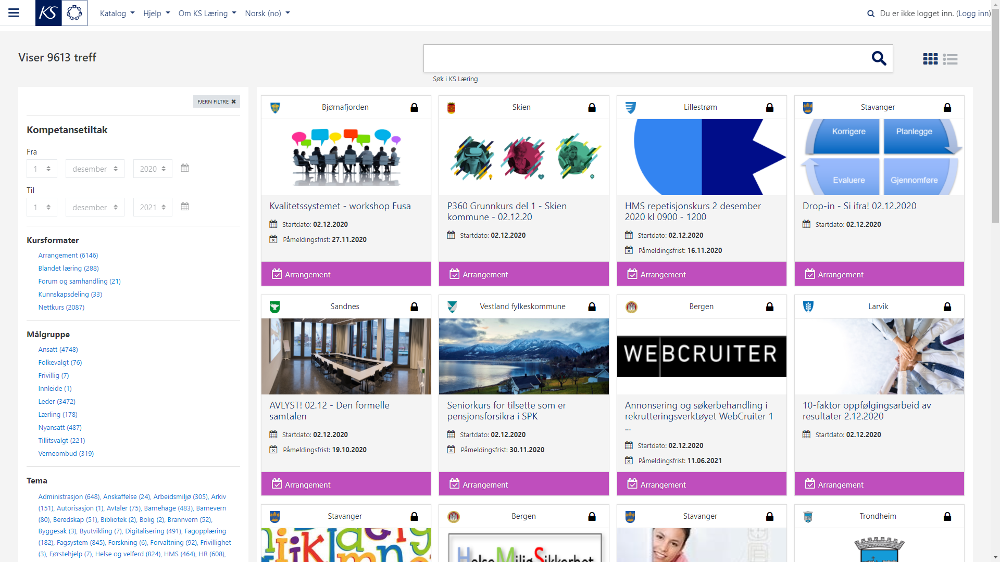 KS
Katalog
Hjelp
Om KS Læring
Norsk (no)
Du er ikke logget inn. (Logg inn)
Viser 9613 treff
Søk i KS Læring
FJERN FILTRE
Kompetansetiltak
Fra
1 desember 2020
Til
1 desember 2021
Kursformater
Arrangement (6146)
Blandet læring (288)
Forum og samhandling (21)
Kunnskapsdeling (33)
Nettkurs (2087)
Målgruppe
Ansatt (4748)
Folkevalgt (76)
Frivillig (7)
Innleide (1)
Leder (3472)
Lærling (178)
Nyansatt (487)
Tillitsvalgt (221)
Verneombud (319)
Tema
Administrasjon (648), Anskaffelse (24), Arbeidsmiljø (305), Arkiv
(151), Autorisasjon (1), Avtaler (75), Barnehage (483), Barnevern
(80), Beredskap (51), Bibliotek (2), Bolig (2), Brannvern (52),
Byggesak (3), Byutvikling (7), Digitalisering (491), Fagopplæring
(182), Fagsystem (845), Forskning (6), Forvaltning (92), Frivillighet
(3), Førstehjelp (7), Helse og velferd (824), HMS (464), HR (608),
Bjørnafjorden
Kvalitetssystemet - workshop Fusa
Startdato: 02.12.2020
Påmeldingsfrist: 27.11.2020
Arrangement
Skien
P360 Grunnkurs del 1 - Skien
kommune - 02.12.20
Startdato: 02.12.2020
Arrangement
Lillestrøm
HMS repetisjonskurs 2 desember
2020 kl 0900 - 1200
Startdato: 02.12.2020
Påmeldingsfrist: 16.11.2020
Arrangement
Stavanger
Korrigere
Planlegge
Evaluere
Gjennomføre
Drop-in - Si ifra! 02.12.2020
Startdato: 02.12.2020
Arrangement
Sandnes
AVLYST! 02.12 - Den formelle
samtalen
Startdato: 02.12.2020
Påmeldingsfrist: 19.10.2020
Arrangement
Vestland fylkeskommune
Seniorkurs for tilsette som er
pensjonsforsikra i SPK
Startdato: 02.12.2020
Påmeldingsfrist: 30.11.2020
Arrangement
Bergen
WEBCRUITER
Annonsering og søkerbehandling i
rekrutteringsverktøyet WebCruiter 1
...
Startdato: 02.12.2020
Påmeldingsfrist: 11.06.2021
Arrangement
Larvik
10-faktor oppfølgingsarbeid av
resultater 2.12.2020
Startdato: 02.12.2020
Arrangement
Stavanger
Bergen
HelseMiljøSikkerhet
Stavanger
Trondheim